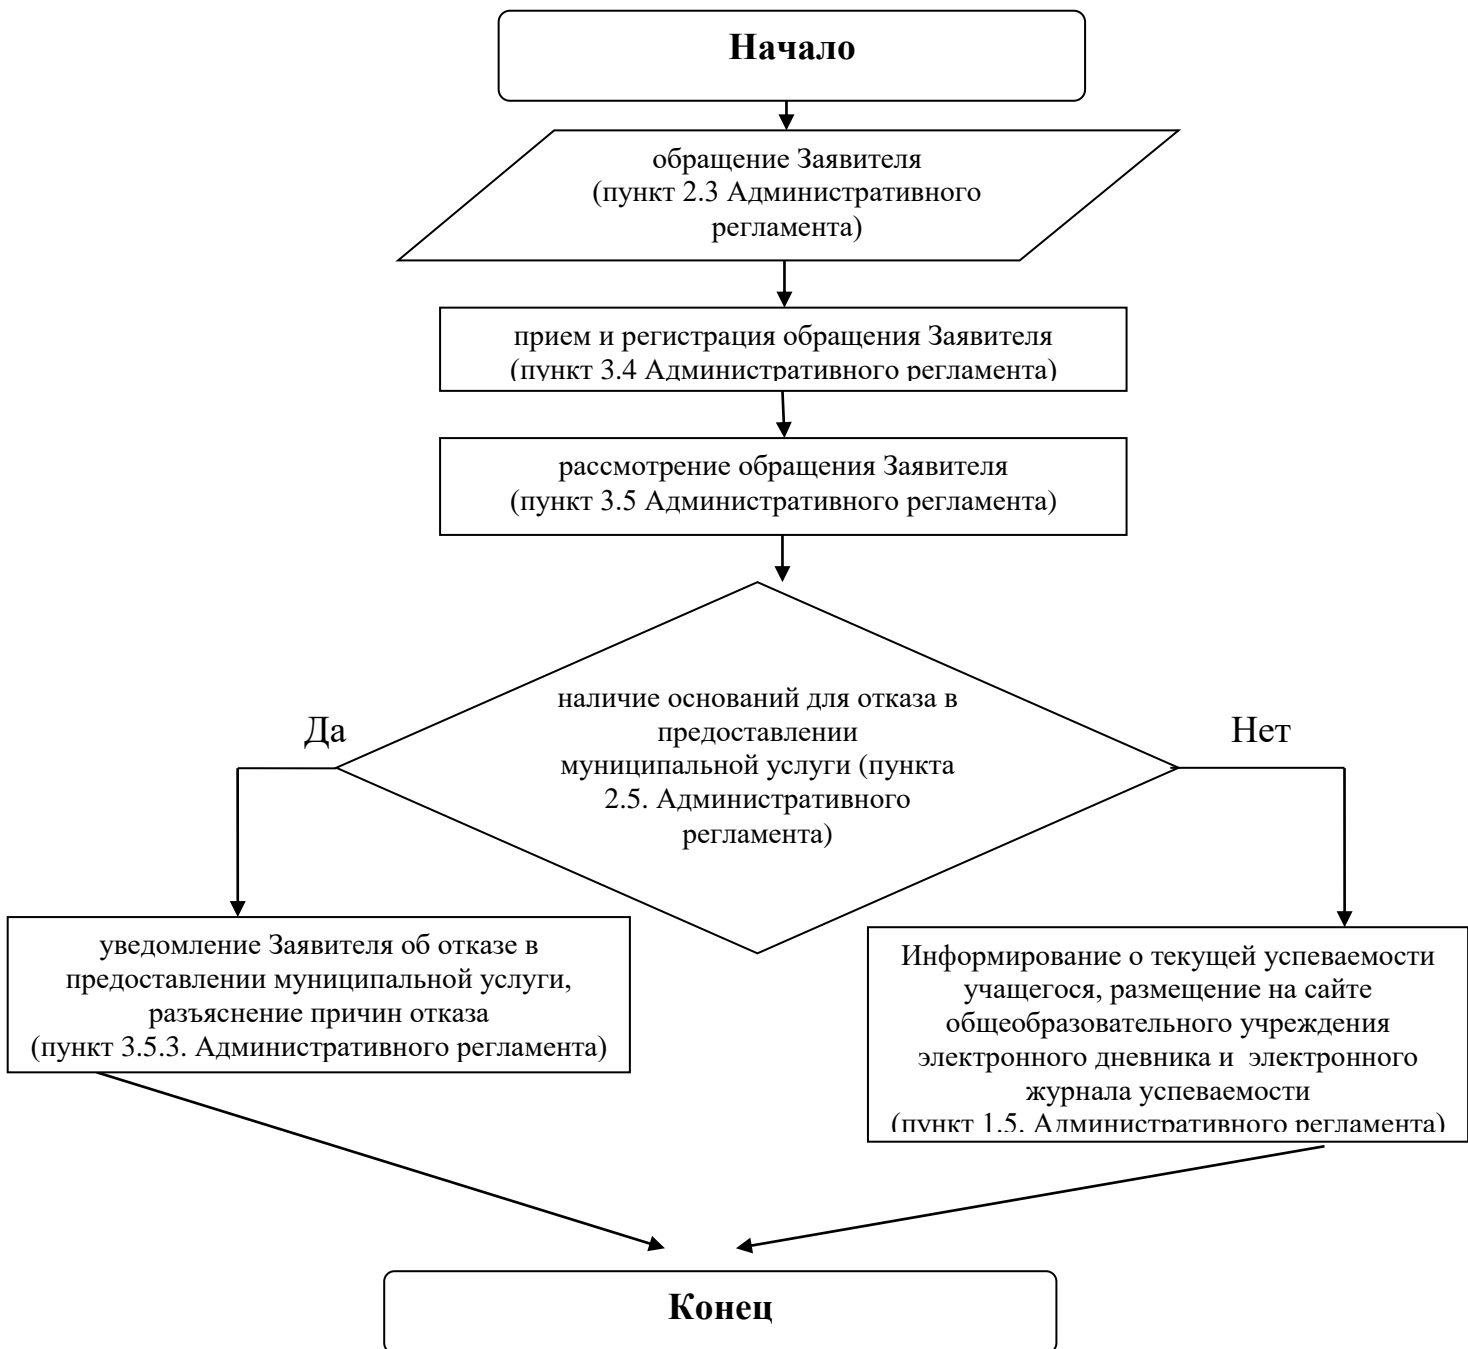 Начало
обращение Заявителя
(пункт 2.3 Административного
регламента)
прием и регистрация обращения Заявителя
(пункт 3.4 Административного регламента)
рассмотрение обращения Заявителя
(пункт 3.5 Административного регламента)
наличие оснований для отказа в
предоставлении
муниципальной услуги (пункта
2.5. Административного
регламента)
Да
Нет
уведомление Заявителя об отказе в
предоставлении муниципальной услуги,
разъяснение причин отказа
(пункт 3.5.3. Административного регламента)
Информирование о текущей успеваемости
учащегося, размещение на сайте
общеобразовательного учреждения
электронного дневника и  электронного
журнала успеваемости
(пункт 1.5. Административного регламента)
Конец